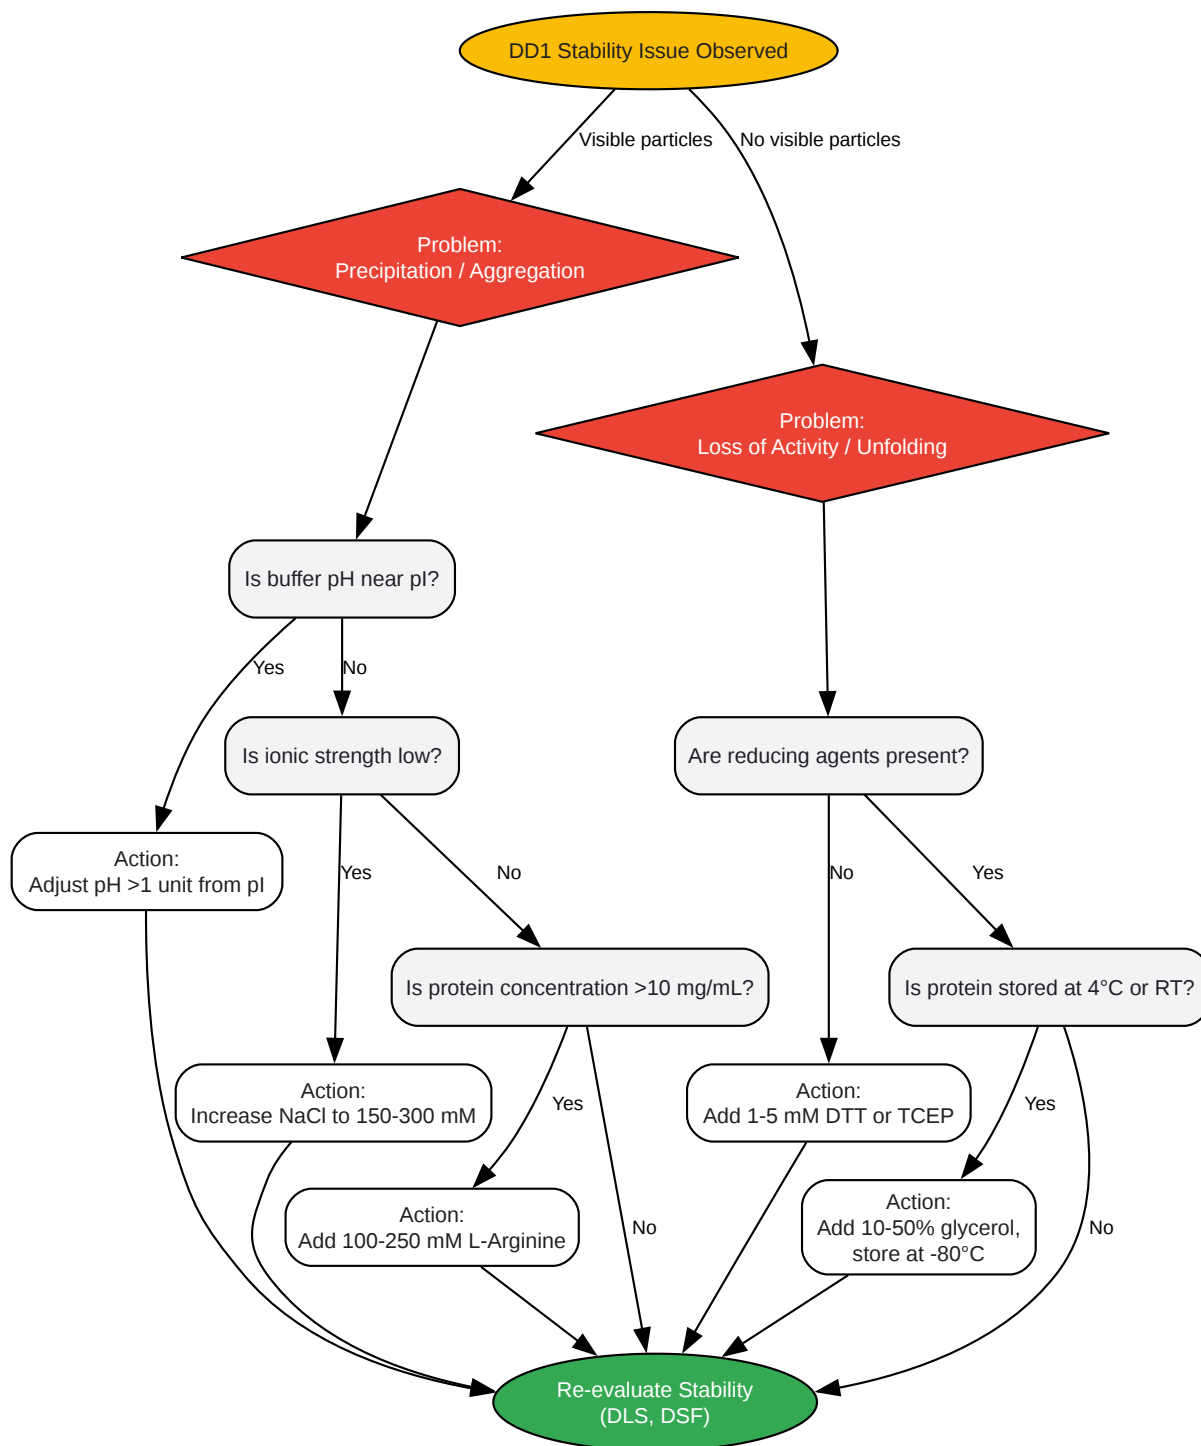 DD1 Stability Issue Observed
Visible particles
No visible particles
Problem:
Precipitation / Aggregation
Problem:
Loss of Activity / Unfolding
Is buffer pH near pI?
Yes
No
Is ionic strength low?
Are reducing agents present?
Action:
Adjust pH >1 unit from pI
Yes
No
No
Yes
Is protein concentration >10 mg/mL?
Is protein stored at 4°C or RT?
Action:
Increase NaCl to 150-300 mM
Yes
Action:
Add 1-5 mM DTT or TCEP
Yes
Action:
Add 100-250 mM L-Arginine
No
Action:
Add 10-50% glycerol,
store at -80°C
No
Re-evaluate Stability
(DLS, DSF)